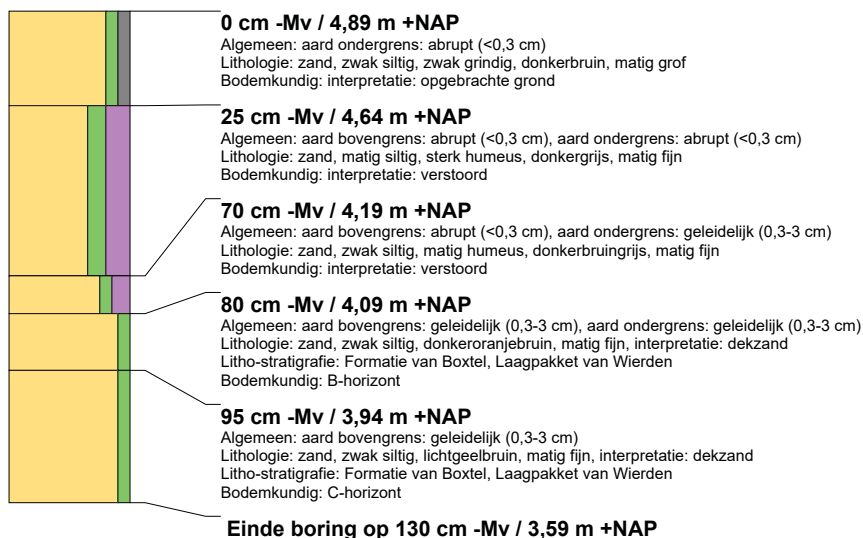 0 cm -Mv / 4,89 m +NAP
Algemeen: aard ondergrens: abrupt (<0,3 cm)
Lithologie: zand, zwak siltig, zwak grindig, donkerbruin, matig grof
Bodemkundig: interpretatie: opgebrachte grond
25 cm -Mv / 4,64 m +NAP
Algemeen: aard bovengrens: abrupt (<0,3 cm), aard ondergrens: abrupt (<0,3 cm)
Lithologie: zand, matig siltig, sterk humeus, donkergrijs, matig fijn
Bodemkundig: interpretatie: verstoord
70 cm -Mv / 4,19 m +NAP
Algemeen: aard bovengrens: abrupt (<0,3 cm), aard ondergrens: geleidelijk (0,3-3 cm)
Lithologie: zand, zwak siltig, matig humeus, donkerbruingrijs, matig fijn
Bodemkundig: interpretatie: verstoord
80 cm -Mv / 4,09 m +NAP
Algemeen: aard bovengrens: geleidelijk (0,3-3 cm), aard ondergrens: geleidelijk (0,3-3 cm)
Lithologie: zand, zwak siltig, donkeroranjebruin, matig fijn, interpretatie: dekzand
Litho-stratigrafie: Formatie van Boxtel, Laagpakket van Wierden
Bodemkundig: B-horizont
95 cm -Mv / 3,94 m +NAP
Algemeen: aard bovengrens: geleidelijk (0,3-3 cm)
Lithologie: zand, zwak siltig, lichtgeelbruin, matig fijn, interpretatie: dekzand
Litho-stratigrafie: Formatie van Boxtel, Laagpakket van Wierden
Bodemkundig: C-horizont
Einde boring op 130 cm -Mv / 3,59 m +NAP